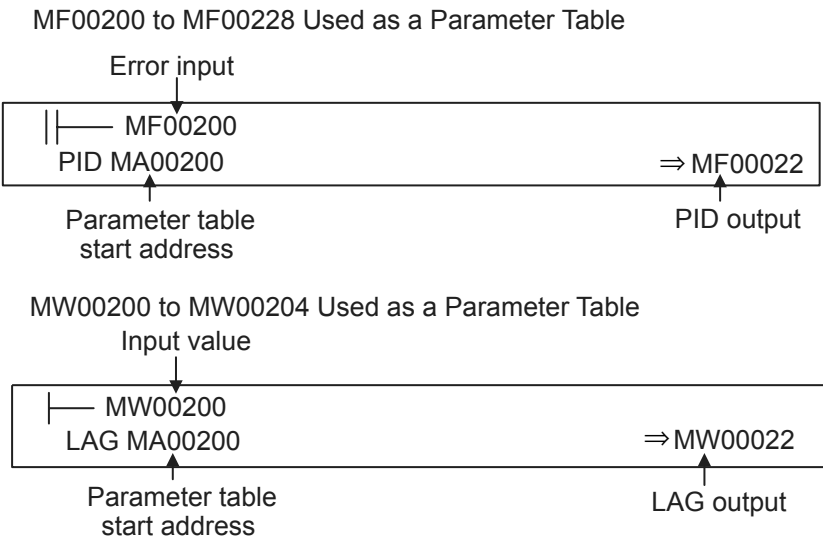 MF00200 to MF00228 Used as a Parameter Table
Error input
MF00200
PID MA00200 ⇒ MF00022
Parameter table
start address
PID output
MW00200 to MW00204 Used as a Parameter Table
Input value
MW00200
LAG MA00200 ⇒ MW00022
Parameter table
start address
LAG output